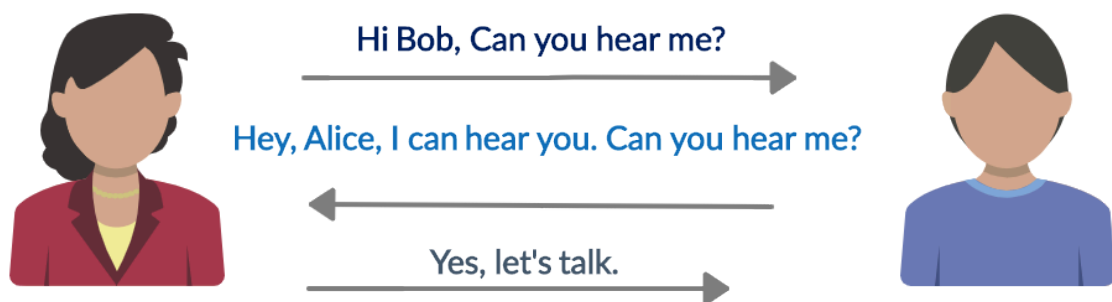 Hi Bob, Can you hear me?
Hey, Alice, I can hear you. Can you hear me?
Yes, let's talk.